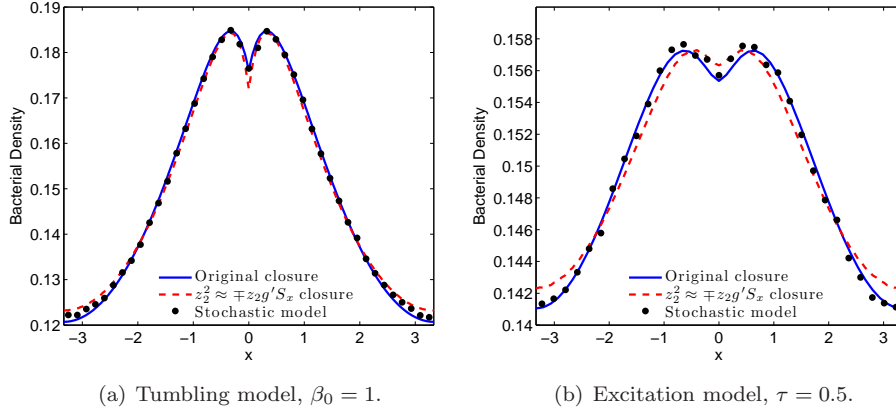 0.19
0.18
0.17
0.16
0.15
0.14
0.13
0.12
Bacterial Density
Original closure
z₂² ≈ ∓z₂g′Sₓ closure
Stochastic model
−3 −2 −1 0 1 2 3
x
(a) Tumbling model, β₀ = 1.
0.16
0.158
0.156
0.154
0.152
0.15
0.148
0.146
0.144
0.142
0.14
Bacterial Density
Original closure
z₂² ≈ ∓z₂g′Sₓ closure
Stochastic model
−3 −2 −1 0 1 2 3
x
(b) Excitation model, τ = 0.5.